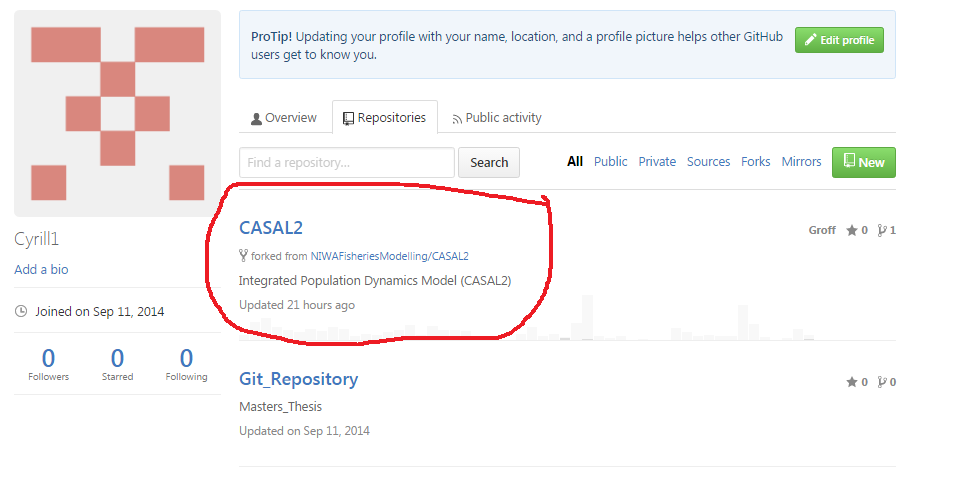 ProTip! Updating your profile with your name, location, and a profile picture helps other GitHub
users get to know you.
Edit profile
Overview
Repositories
Public activity
Find a repository...
Search
All Public Private Sources Forks Mirrors
New
Cyrill1
Add a bio
Joined on Sep 11, 2014
0 0 0
Followers Starred Following
CASAL2
Groff 0 1
forked from NIWAFisheriesModelling/CASAL2
Integrated Population Dynamics Model (CASAL2)
Updated 21 hours ago
Git_Repository
0 0
Masters_Thesis
Updated on Sep 11, 2014